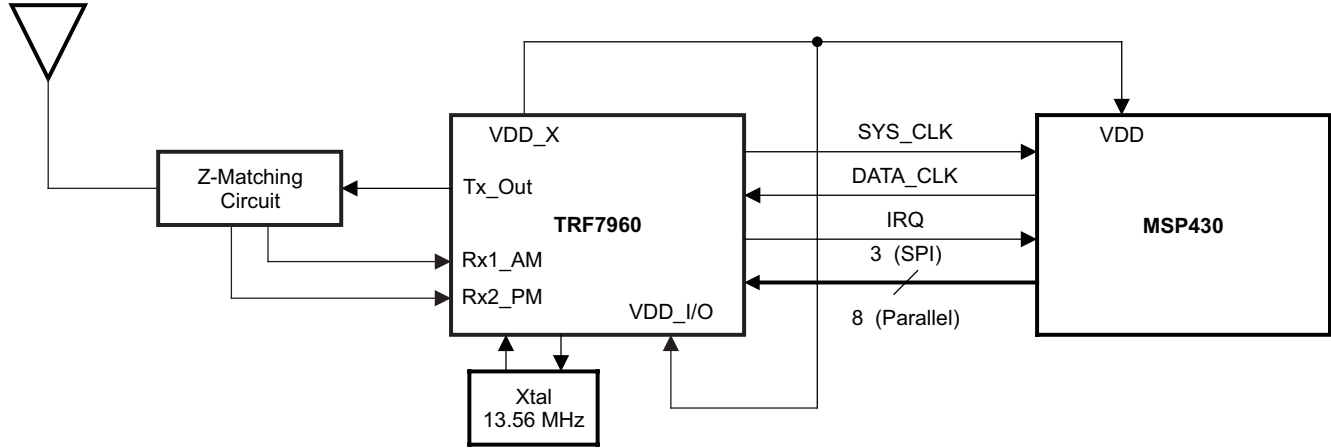 VDD_X
SYS_CLK
VDD
Z-Matching
Circuit
Tx_Out
DATA_CLK
TRF7960
IRQ
MSP430
3 (SPI)
Rx1_AM
Rx2_PM
VDD_I/O
8 (Parallel)
Xtal
13.56 MHz